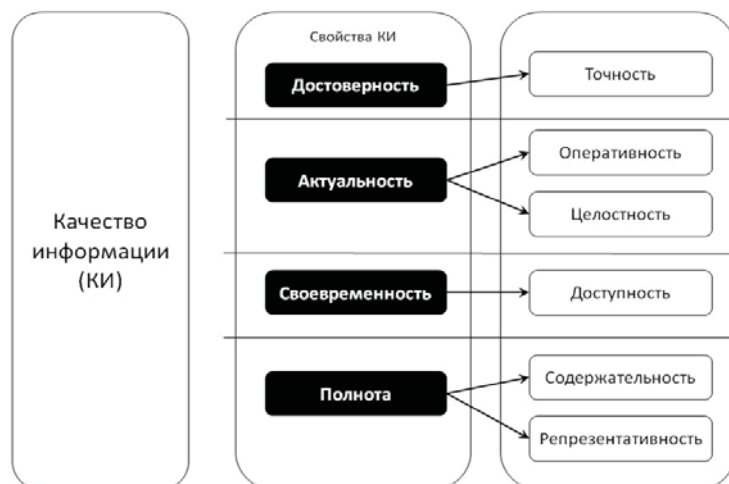 Качество
информации
(КИ)
Свойства КИ
Достоверность
Точность
Актуальность
Оперативность
Целостность
Своевременность
Доступность
Полнота
Содержательность
Репрезентативность